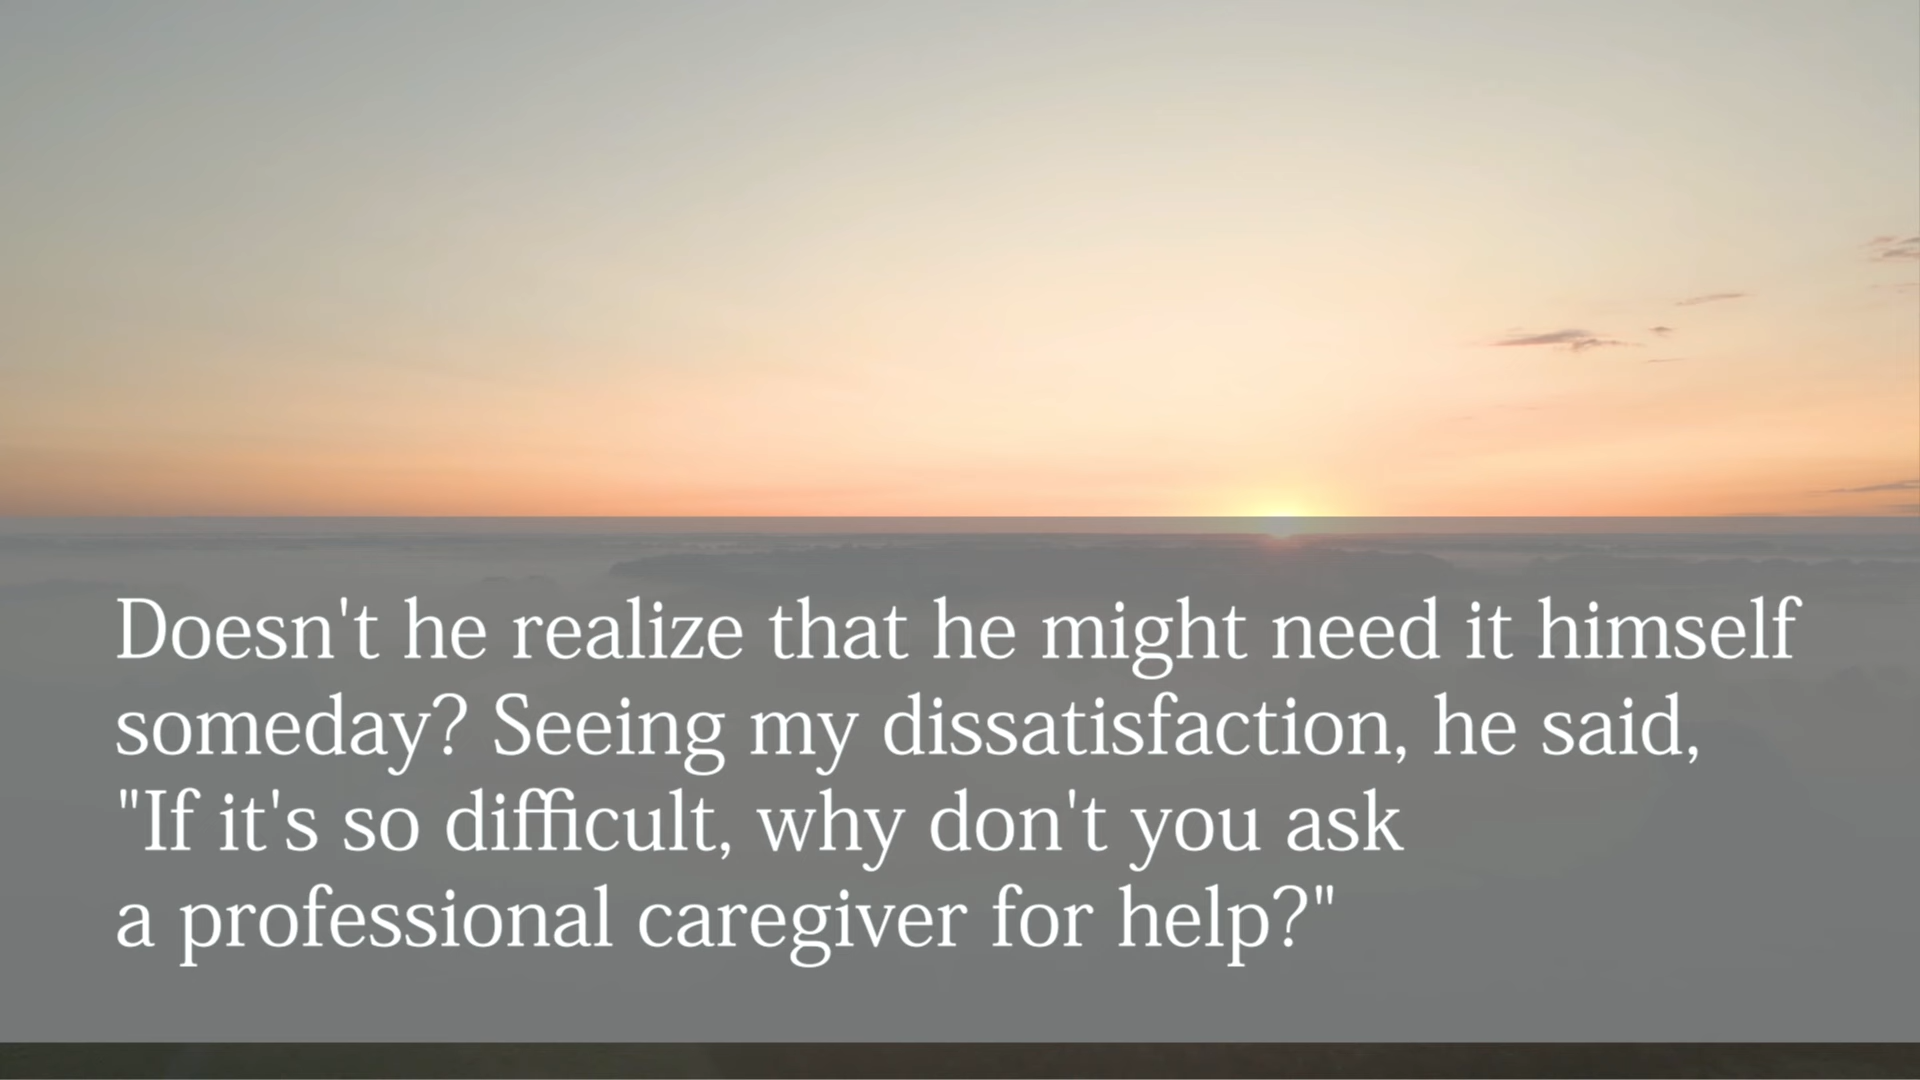 Doesn't he realize that he might need it himself
someday? Seeing my dissatisfaction, he said,
"If it's so difficult, why don't you ask
a professional caregiver for help?"